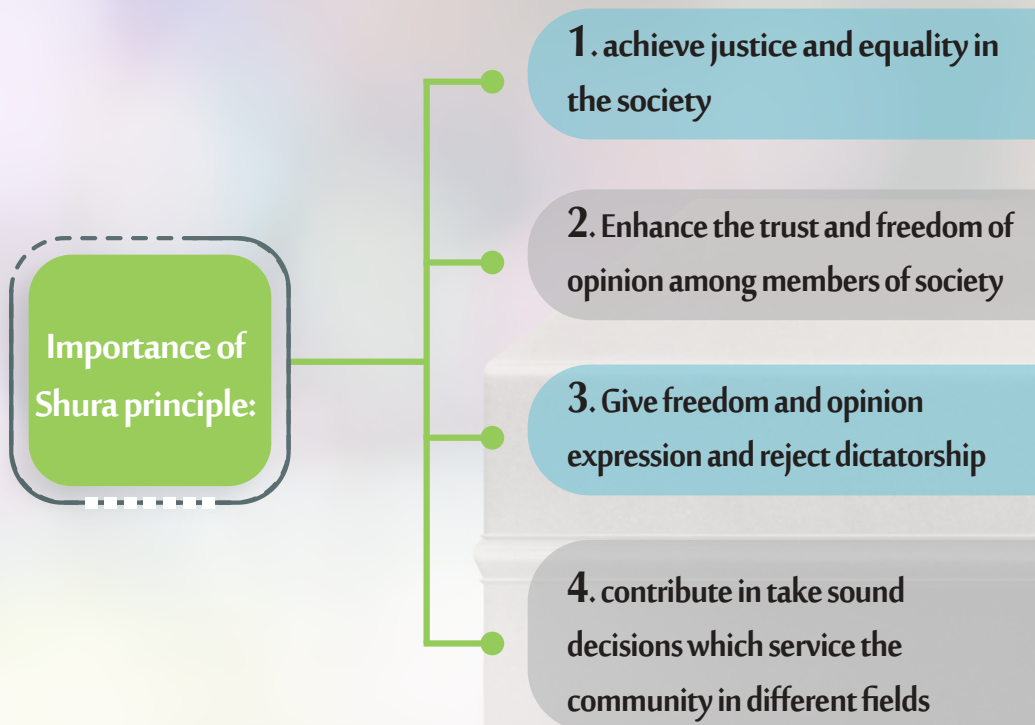 Importance of
Shura principle:
1. achieve justice and equality in
the society
2. Enhance the trust and freedom of
opinion among members of society
3. Give freedom and opinion
expression and reject dictatorship
4. contribute in take sound
decisions which service the
community in different fields